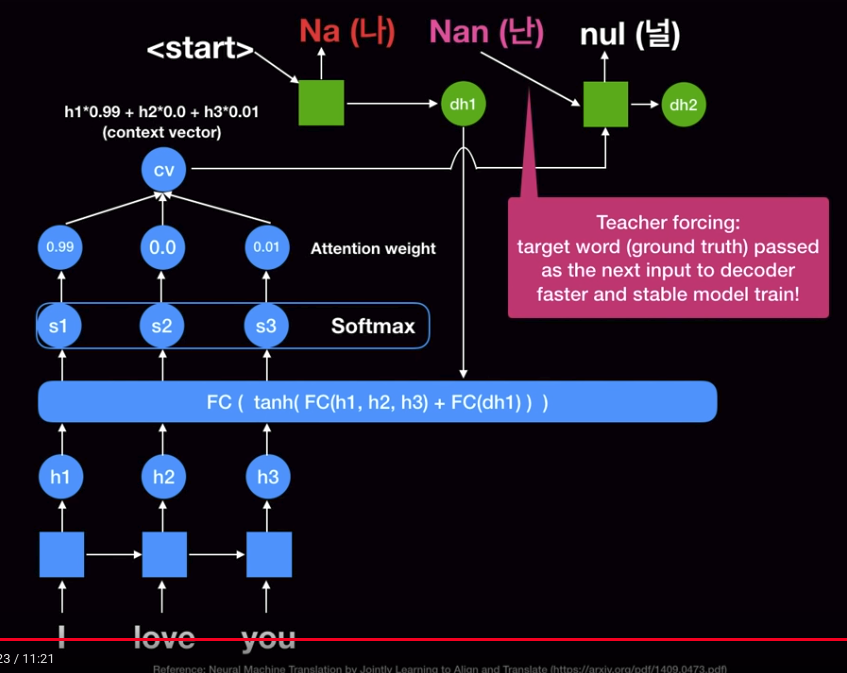 <start>
Na (나)
Nan (난)
nul (널)
h1*0.99 + h2*0.0 + h3*0.01
(context vector)
dh1
dh2
cv
Teacher forcing:
target word (ground truth) passed
as the next input to decoder
faster and stable model train!
0.99
0.0
0.01
Attention weight
s1
s2
s3
Softmax
FC ( tanh( FC(h1, h2, h3) + FC(dh1) ) )
h1
h2
h3
I
love
you
23 / 11:21
Reference: Neural Machine Translation by Jointly Learning to Align and Translate (https://arxiv.org/pdf/1409.0473.pdf)